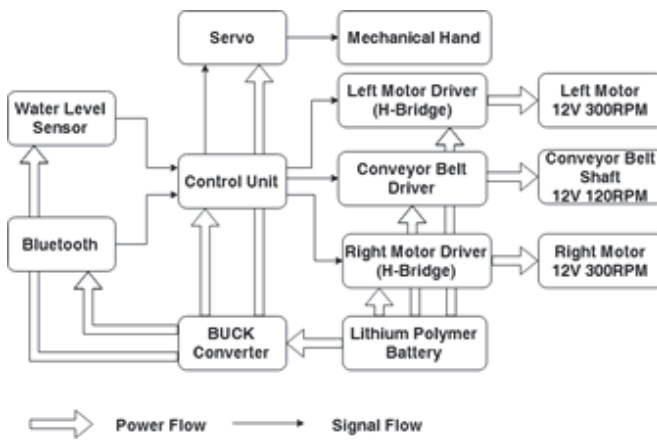 Servo
Mechanical Hand
Water Level
Sensor
Left Motor Driver
(H-Bridge)
Left Motor
12V 300RPM
Control Unit
Conveyor Belt
Driver
Conveyor Belt
Shaft
12V 120RPM
Bluetooth
Right Motor Driver
(H-Bridge)
Right Motor
12V 300RPM
BUCK
Converter
Lithium Polymer
Battery
Power Flow
Signal Flow